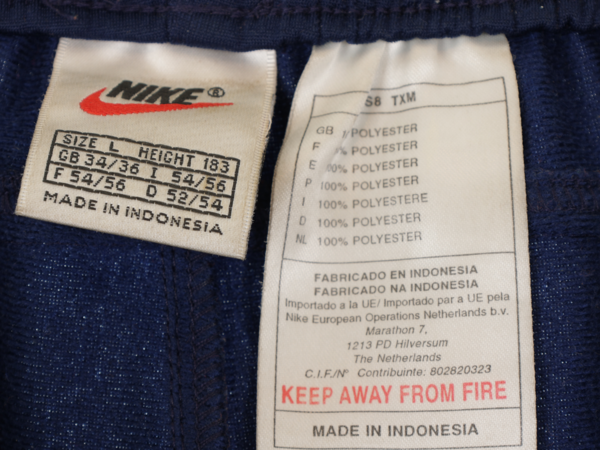 NIKE ®
SIZE L HEIGHT 183
GB 34/36 I 54/56
F 54/56 D 52/54
MADE IN INDONESIA
S8 TXM
GB POLYESTER
F % POLYESTER
E 100% POLYESTER
P 100% POLYESTER
I 100% POLYESTERE
D 100% POLYESTER
NL 100% POLYESTER
FABRICADO EN INDONESIA
FABRICADO NA INDONESIA
Importado a la UE/ Importado par a UE pela
Nike European Operations Netherlands b.v.
Marathon 7,
1213 PD Hilversum
The Netherlands
C.I.F./Nº Contribuinte: 802820323
KEEP AWAY FROM FIRE
MADE IN INDONESIA